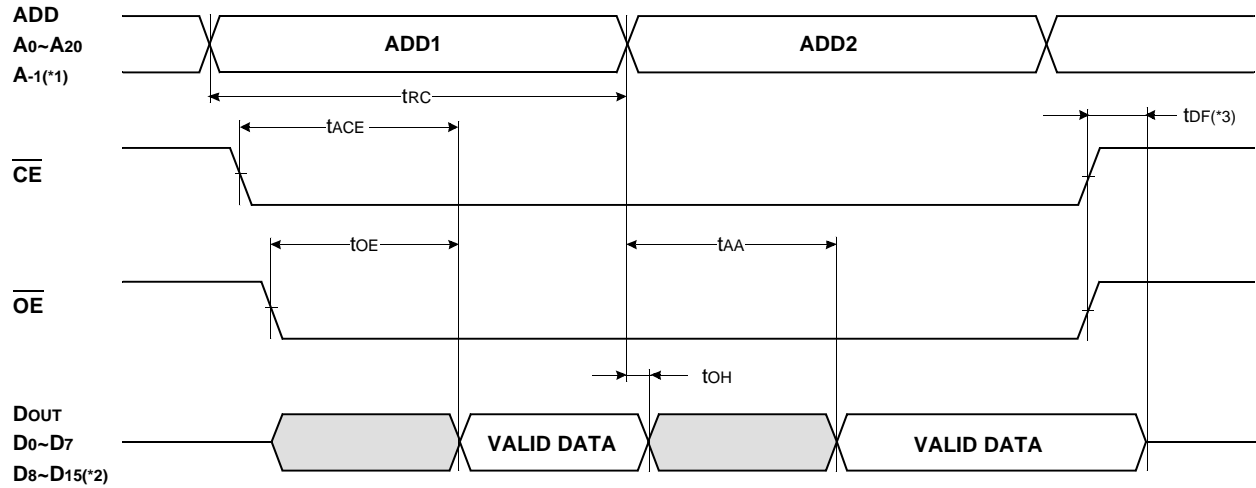 ADD
A0~A20
A-1(*1)
ADD1
ADD2
tRC
tACE
tDF(*3)
CE
tOE
tAA
OE
tOH
DOUT
D0~D7
D8~D15(*2)
VALID DATA
VALID DATA